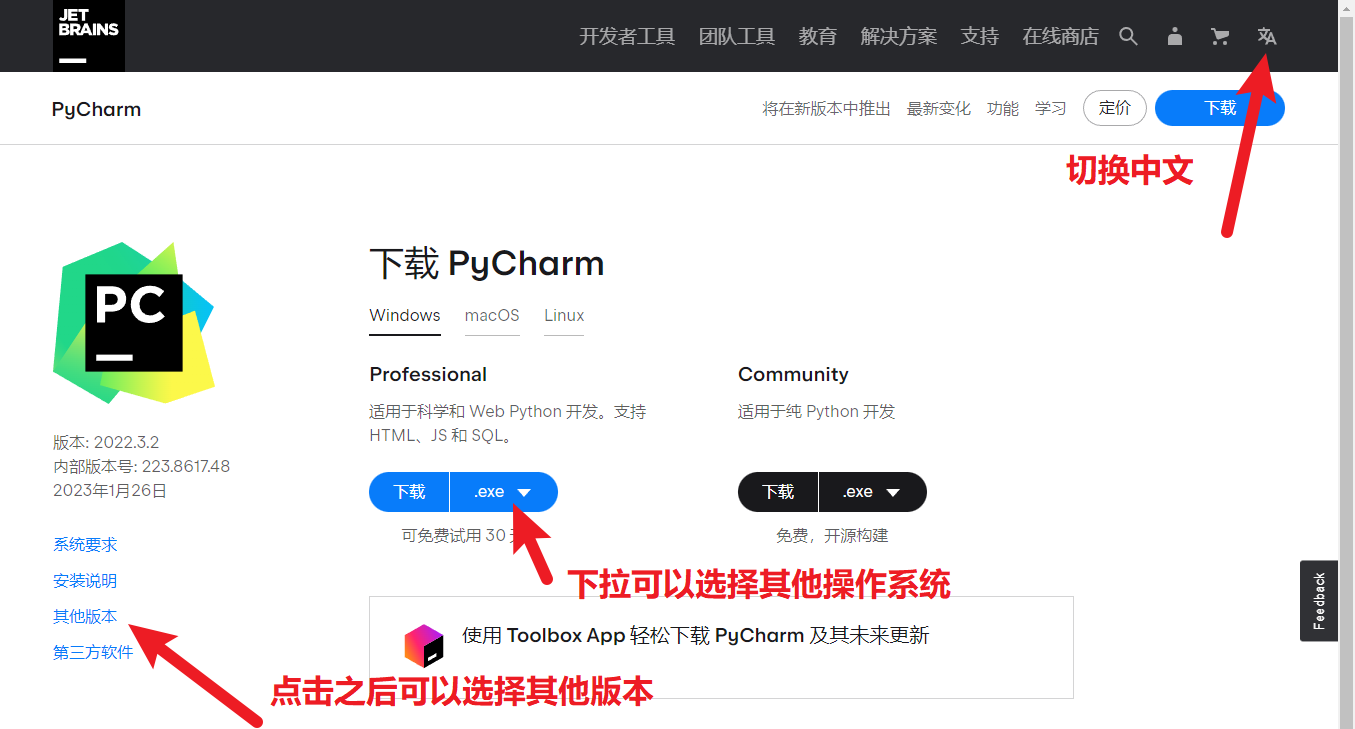 JET
BRAINS
开发者工具 团队工具 教育 解决方案 支持 在线商店
PyCharm
将在新版本中推出 最新变化 功能 学习 定价 下载
切换中文
下载 PyCharm
Windows macOS Linux
PC
Professional
适用于科学和 Web Python 开发。支持
HTML、JS 和 SQL。
下载 .exe
可免费试用 30
Community
适用于纯 Python 开发
下载 .exe
免费，开源构建
版本: 2022.3.2
内部版本号: 223.8617.48
2023年1月26日
系统要求
安装说明
其他版本
第三方软件
下拉可以选择其他操作系统
使用 Toolbox App 轻松下载 PyCharm 及其未来更新
点击之后可以选择其他版本
Feedback